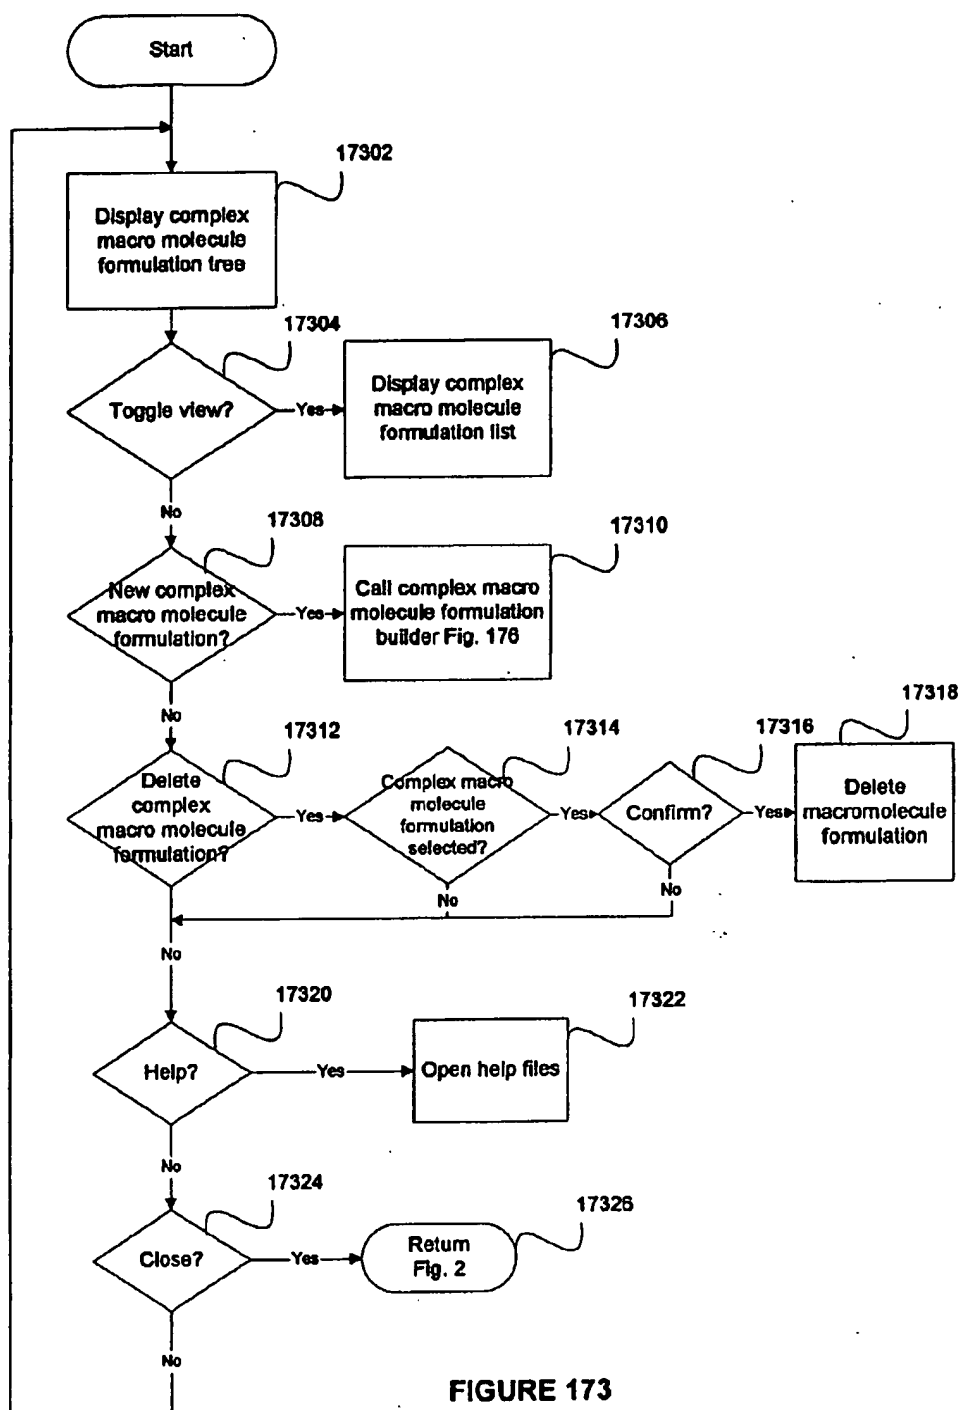 Start
17302
Display complex
macro molecule
formulation tree
17304
Toggle view?
Yes
17306
Display complex
macro molecule
formulation list
No
17308
New complex
macro molecule
formulation?
Yes
17310
Call complex macro
molecule formulation
builder Fig. 176
No
17312
Delete
complex
macro molecule
formulation?
Yes
17314
Complex macro
molecule
formulation
selected?
Yes
17316
Confirm?
Yes
17318
Delete
macromolecule
formulation
No
No
No
17320
Help?
Yes
17322
Open help files
No
17324
Close?
Yes
17326
Return
Fig. 2
No
FIGURE 173